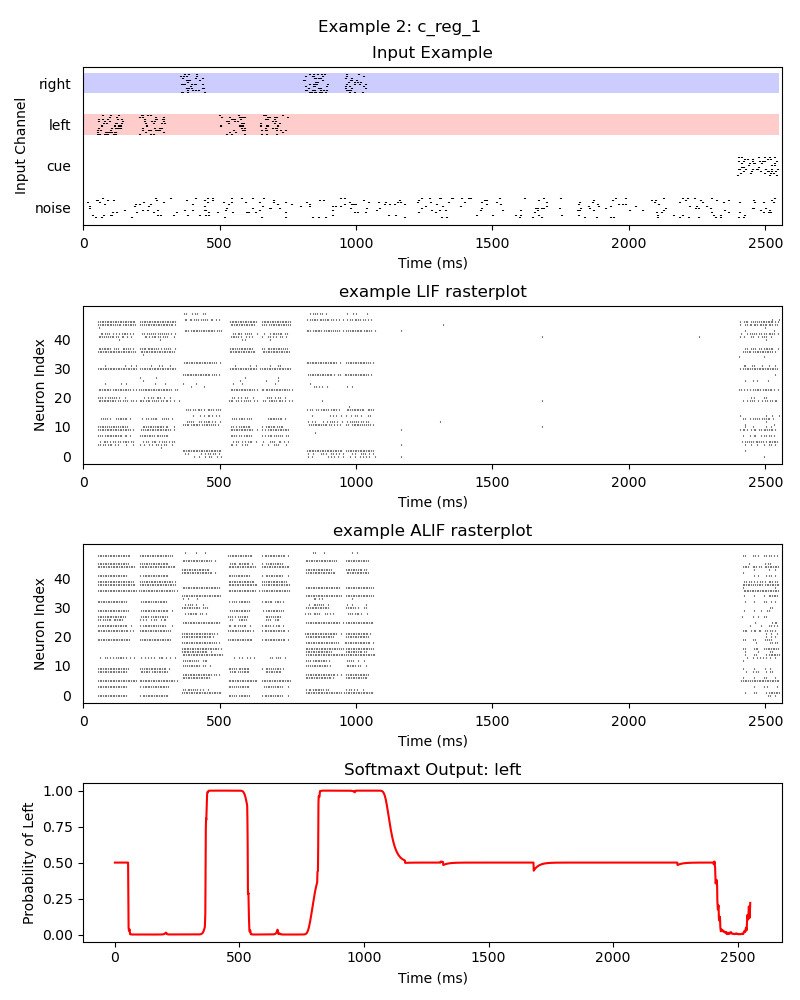 Example 2: c_reg_1
Input Example
Input Channel
right
left
cue
noise
0 500 1000 1500 2000 2500
Time (ms)
example LIF rasterplot
Neuron Index
40
30
20
10
0
0 500 1000 1500 2000 2500
Time (ms)
example ALIF rasterplot
Neuron Index
40
30
20
10
0
0 500 1000 1500 2000 2500
Time (ms)
Softmaxt Output: left
Probability of Left
1.00
0.75
0.50
0.25
0.00
0 500 1000 1500 2000 2500
Time (ms)